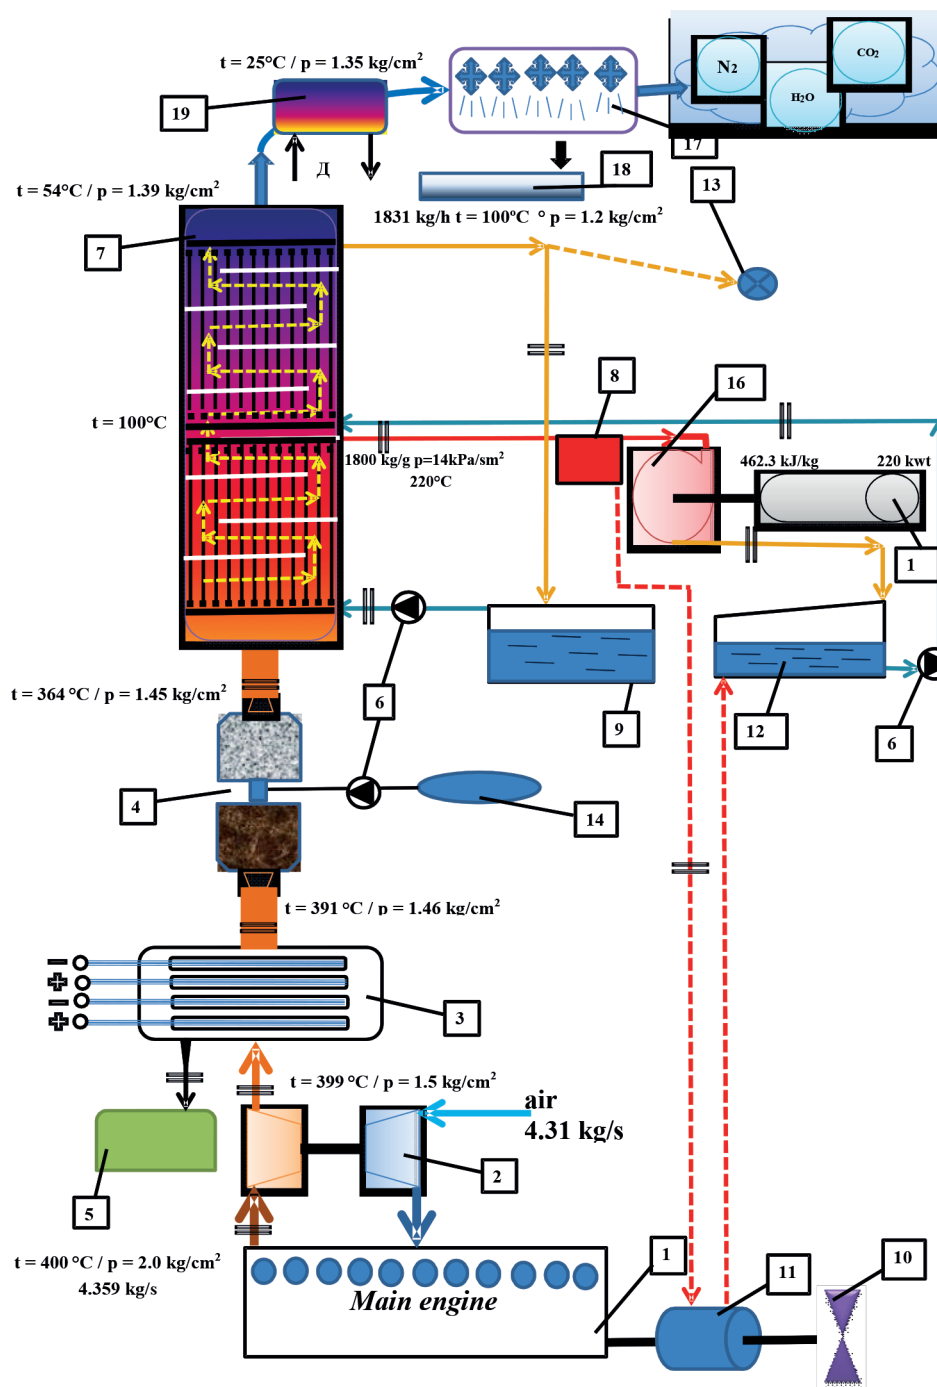 t = 25°C / p = 1.35 kg/cm²
N2
CO2
H2O
19
17
Д
18
13
t = 54°C / p = 1.39 kg/cm²
1831 kg/h t = 100°C ° p = 1.2 kg/cm²
7
8
16
t = 100°C
1800 kg/g p=14kPa/sm²
220°C
462.3 kJ/kg
220 kwt
1
t = 364 °C / p = 1.45 kg/cm²
6
9
12
6
4
14
t = 391 °C / p = 1.46 kg/cm²
3
t = 399 °C / p = 1.5 kg/cm²
air
4.31 kg/s
2
5
t = 400 °C / p = 2.0 kg/cm²
4.359 kg/s
1
11
10
Main engine